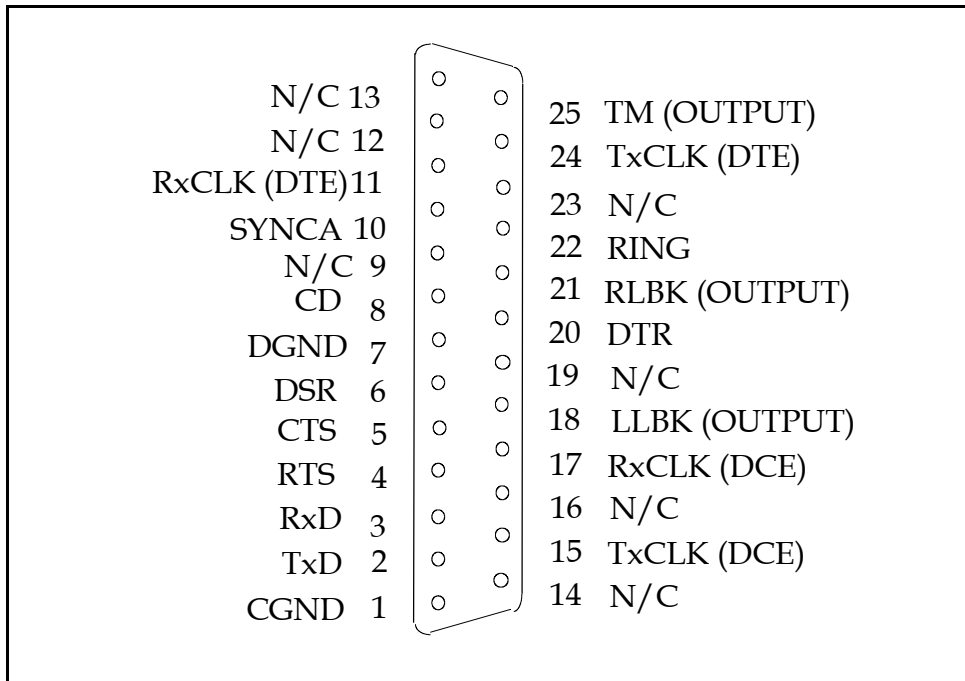 N/C 13
N/C 12
RxCLK (DTE)11
SYNCA 10
N/C 9
CD 8
DGND 7
DSR 6
CTS 5
RTS 4
RxD 3
TxD 2
CGND 1
25 TM (OUTPUT)
24 TxCLK (DTE)
23 N/C
22 RING
21 RLBK (OUTPUT)
20 DTR
19 N/C
18 LLBK (OUTPUT)
17 RxCLK (DCE)
16 N/C
15 TxCLK (DCE)
14 N/C